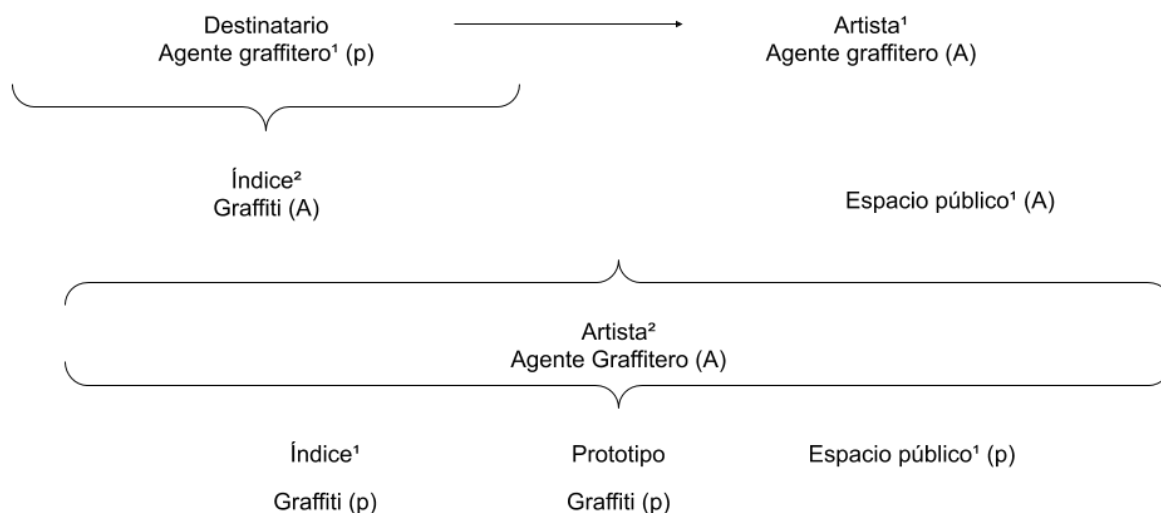 Destinatario
Agente graffitero¹ (p)
Artista¹
Agente graffitero (A)
Índice²
Graffiti (A)
Espacio público¹ (A)
Artista²
Agente Graffitero (A)
Índice¹
Graffiti (p)
Prototipo
Graffiti (p)
Espacio público¹ (p)